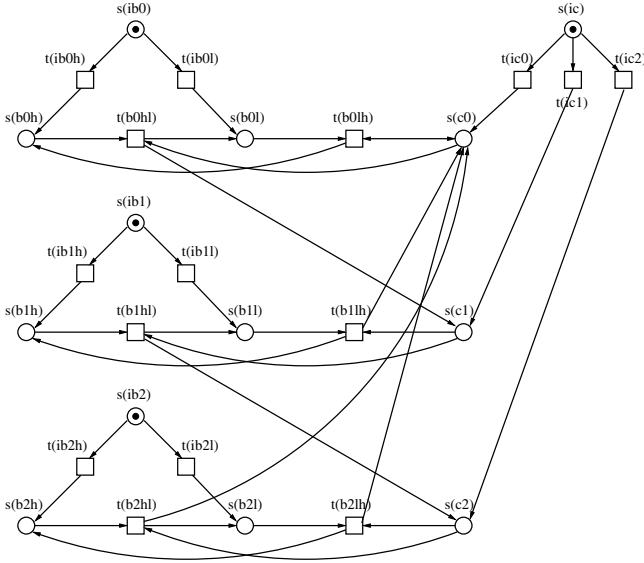 s(ib0)
s(ic)
t(ib0h)
t(ib0l)
t(ic0)
t(ic2)
t(ic1)
s(b0h)
t(b0hl)
s(b0l)
t(b0lh)
s(c0)
s(ib1)
t(ib1h)
t(ib1l)
s(b1h)
t(b1hl)
s(b1l)
t(b1lh)
s(c1)
s(ib2)
t(ib2h)
t(ib2l)
s(b2h)
t(b2hl)
s(b2l)
t(b2lh)
s(c2)